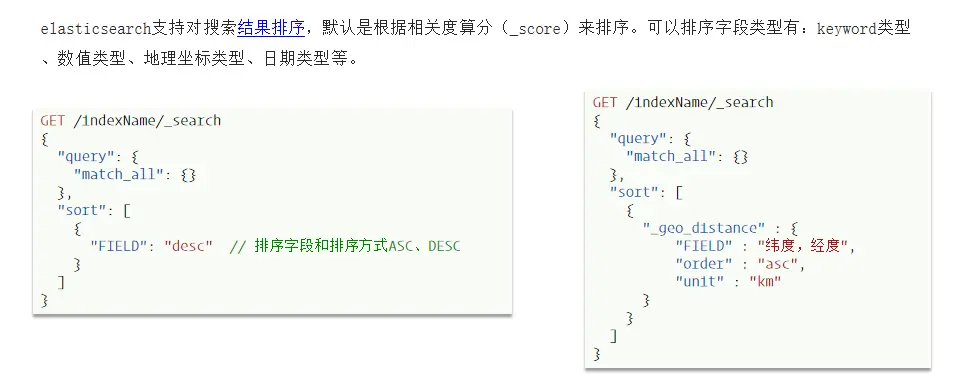 elasticsearch支持对搜索结果排序，默认是根据相关度算分（_score）来排序。可以排序字段类型有：keyword类型
、数值类型、地理坐标类型、日期类型等。
GET /indexName/_search
{
  "query": {
    "match_all": {}
  },
  "sort": [
    {
      "FIELD": "desc"  // 排序字段和排序方式ASC、DESC
    }
  ]
}
GET /indexName/_search
{
  "query": {
    "match_all": {}
  },
  "sort": [
    {
      "_geo_distance" : {
          "FIELD" : "纬度，经度",
          "order" : "asc",
          "unit" : "km"
      }
    }
  ]
}